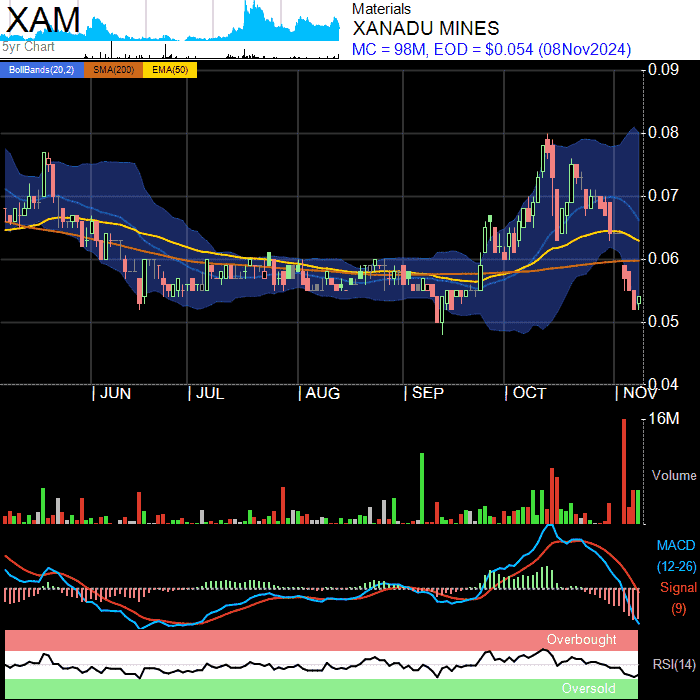 XAM
5yr Chart
Materials
XANADU MINES
MC = 98M, EOD = $0.054 (08Nov2024)
BollBands(20,2) SMA(200) EMA(50)
0.09
0.08
0.07
0.06
0.05
0.04
| JUN | JUL | AUG | SEP | OCT | NOV
16M
Volume
MACD
(12-26)
Signal
(9)
Overbought
RSI(14)
Oversold